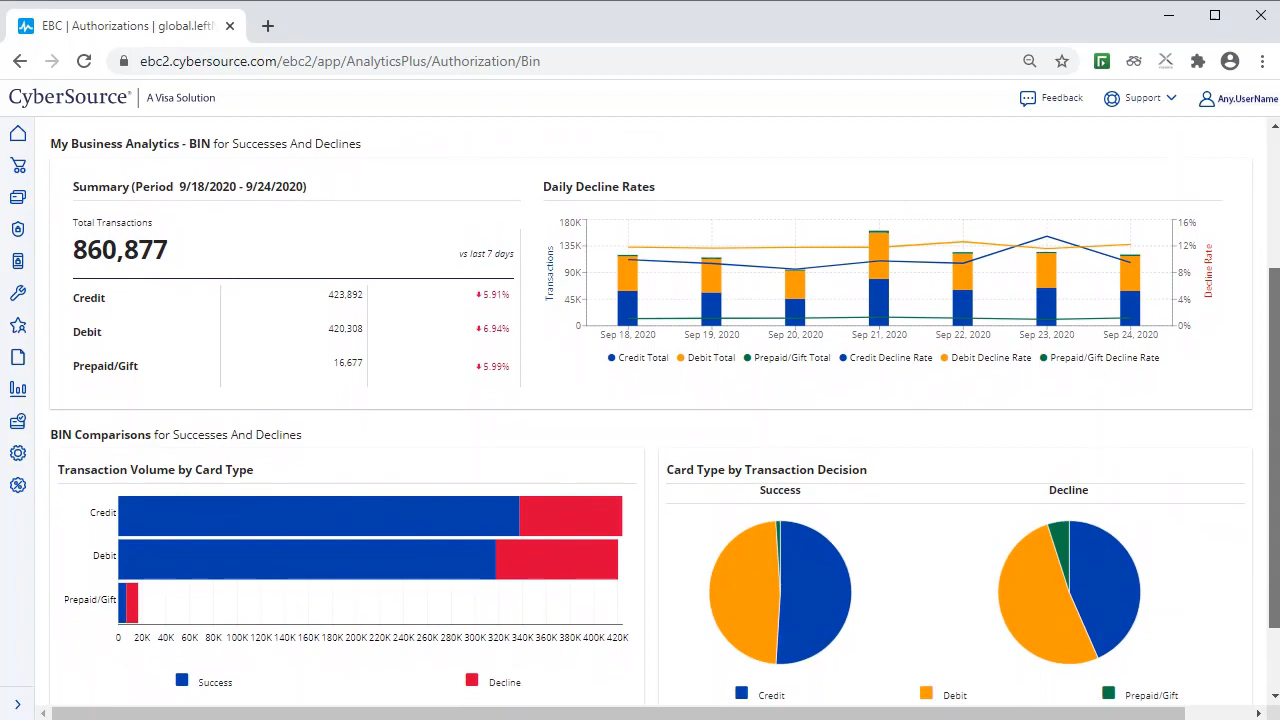 EBC | Authorizations | global.left
ebc2.cybersource.com/ebc2/app/AnalyticsPlus/Authorization/Bin
CyberSource® A Visa Solution
Feedback
Support
Any.UserName
My Business Analytics - BIN for Successes And Declines
Summary (Period 9/18/2020 - 9/24/2020)
Total Transactions
860,877
vs last 7 days
Credit 423,892 5.91%
Debit 420,308 6.94%
Prepaid/Gift 16,677 5.99%
Daily Decline Rates
Transactions
180K
135K
90K
45K
0
16%
12%
8%
4%
0%
Decline Rate
Sep 18, 2020 Sep 19, 2020 Sep 20, 2020 Sep 21, 2020 Sep 22, 2020 Sep 23, 2020 Sep 24, 2020
Credit Total Debit Total Prepaid/Gift Total Credit Decline Rate Debit Decline Rate Prepaid/Gift Decline Rate
BIN Comparisons for Successes And Declines
Transaction Volume by Card Type
Credit
Debit
Prepaid/Gift
0 20K 40K 60K 80K 100K 120K 140K 160K 180K 200K 220K 240K 260K 280K 300K 320K 340K 360K 380K 400K 420K
Success Decline
Card Type by Transaction Decision
Success Decline
Credit Debit Prepaid/Gift